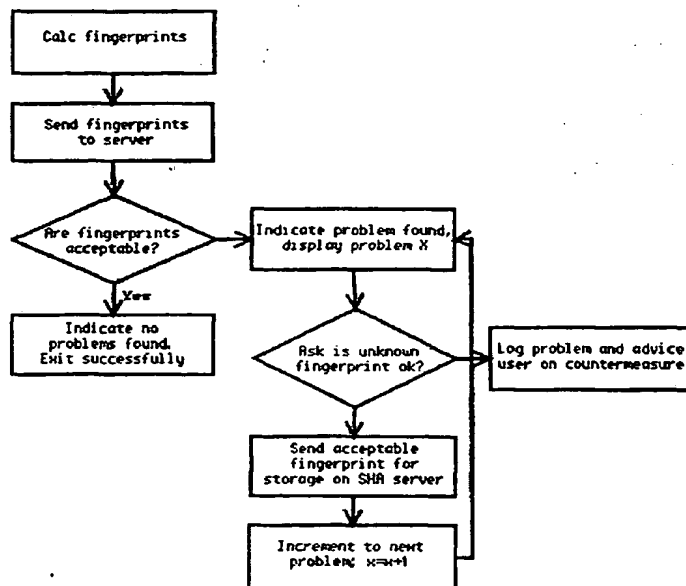 Calc fingerprints
Send fingerprints
to server
Are fingerprints
acceptable?
Indicate problem found,
display problem X
Yes
Indicate no
problems found.
Exit successfully
Ask is unknown
fingerprint ok?
Log problem and advice
user on countermeasure
Send acceptable
fingerprint for
storage on SHA server
Increment to next
problem; x=x+1